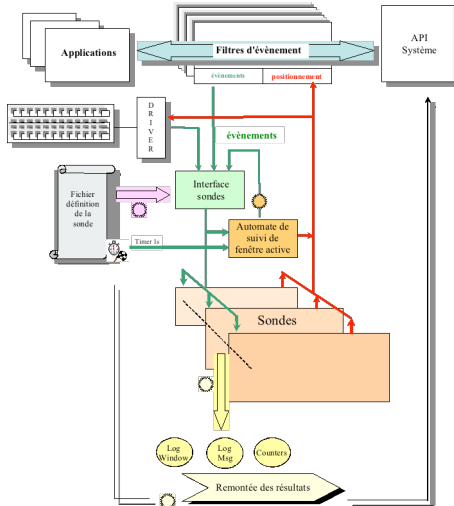 Applications
Filtres d'évènement
API
Système
évènements
positionnement
D
R
I
V
E
R
évènements
Interface
sondes
Fichier
définition
de la
sonde
Timer 1s
Automate de
suivi de
fenêtre active
Sondes
Log
Window
Log
Msg
Counters
Remontée des résultats